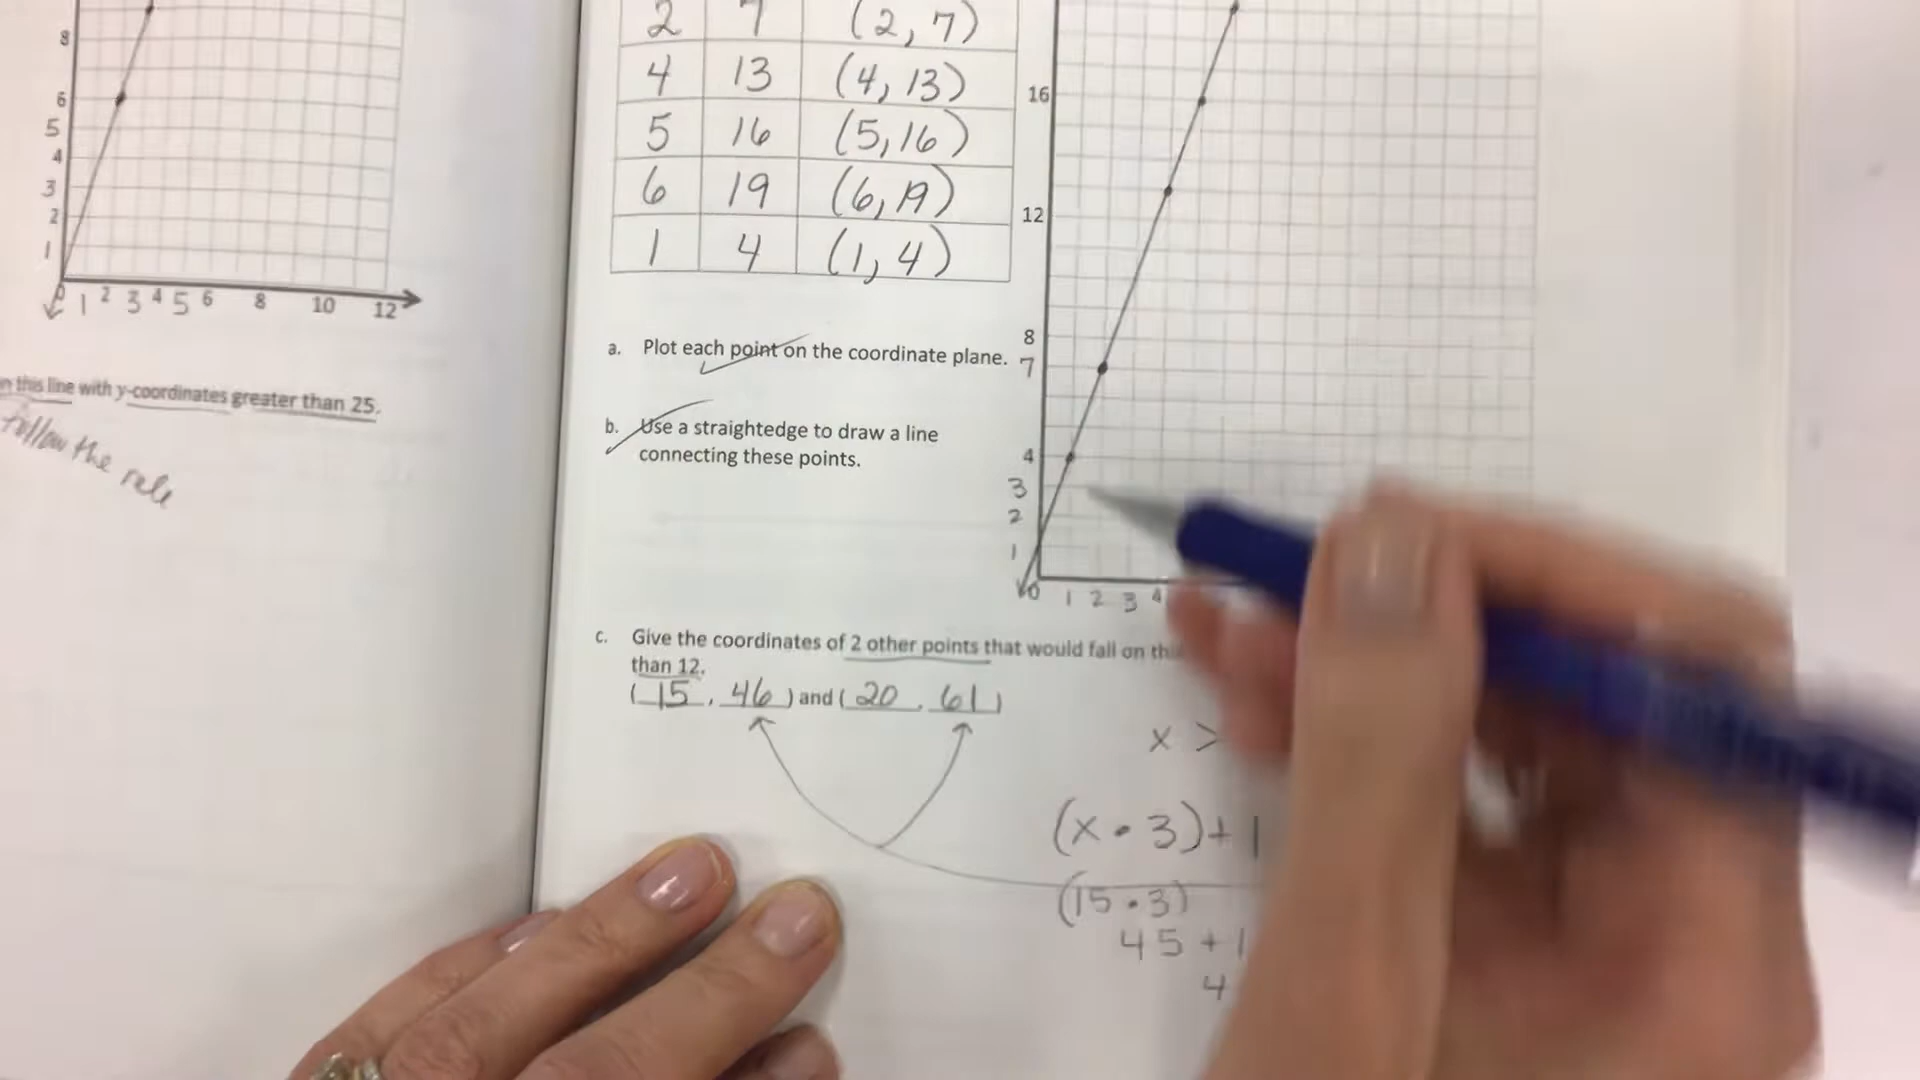 8
6
5
4
3
2
1
0 1 2 3 4 5 6 8 10 12
n this line with y-coordinates greater than 25.
Follow the rule
2 7 (2, 7)
4 13 (4, 13)
5 16 (5, 16)
6 19 (6, 19)
1 4 (1, 4)
a. Plot each point on the coordinate plane.
b. Use a straightedge to draw a line
connecting these points.
16
12
8
7
4
3
2
1
0 1 2 3 4
c. Give the coordinates of 2 other points that would fall on
than 12.
( 15 , 46 ) and ( 20 , 61 )
x >
(x • 3) + 1
(15 • 3)
45 + 1
4